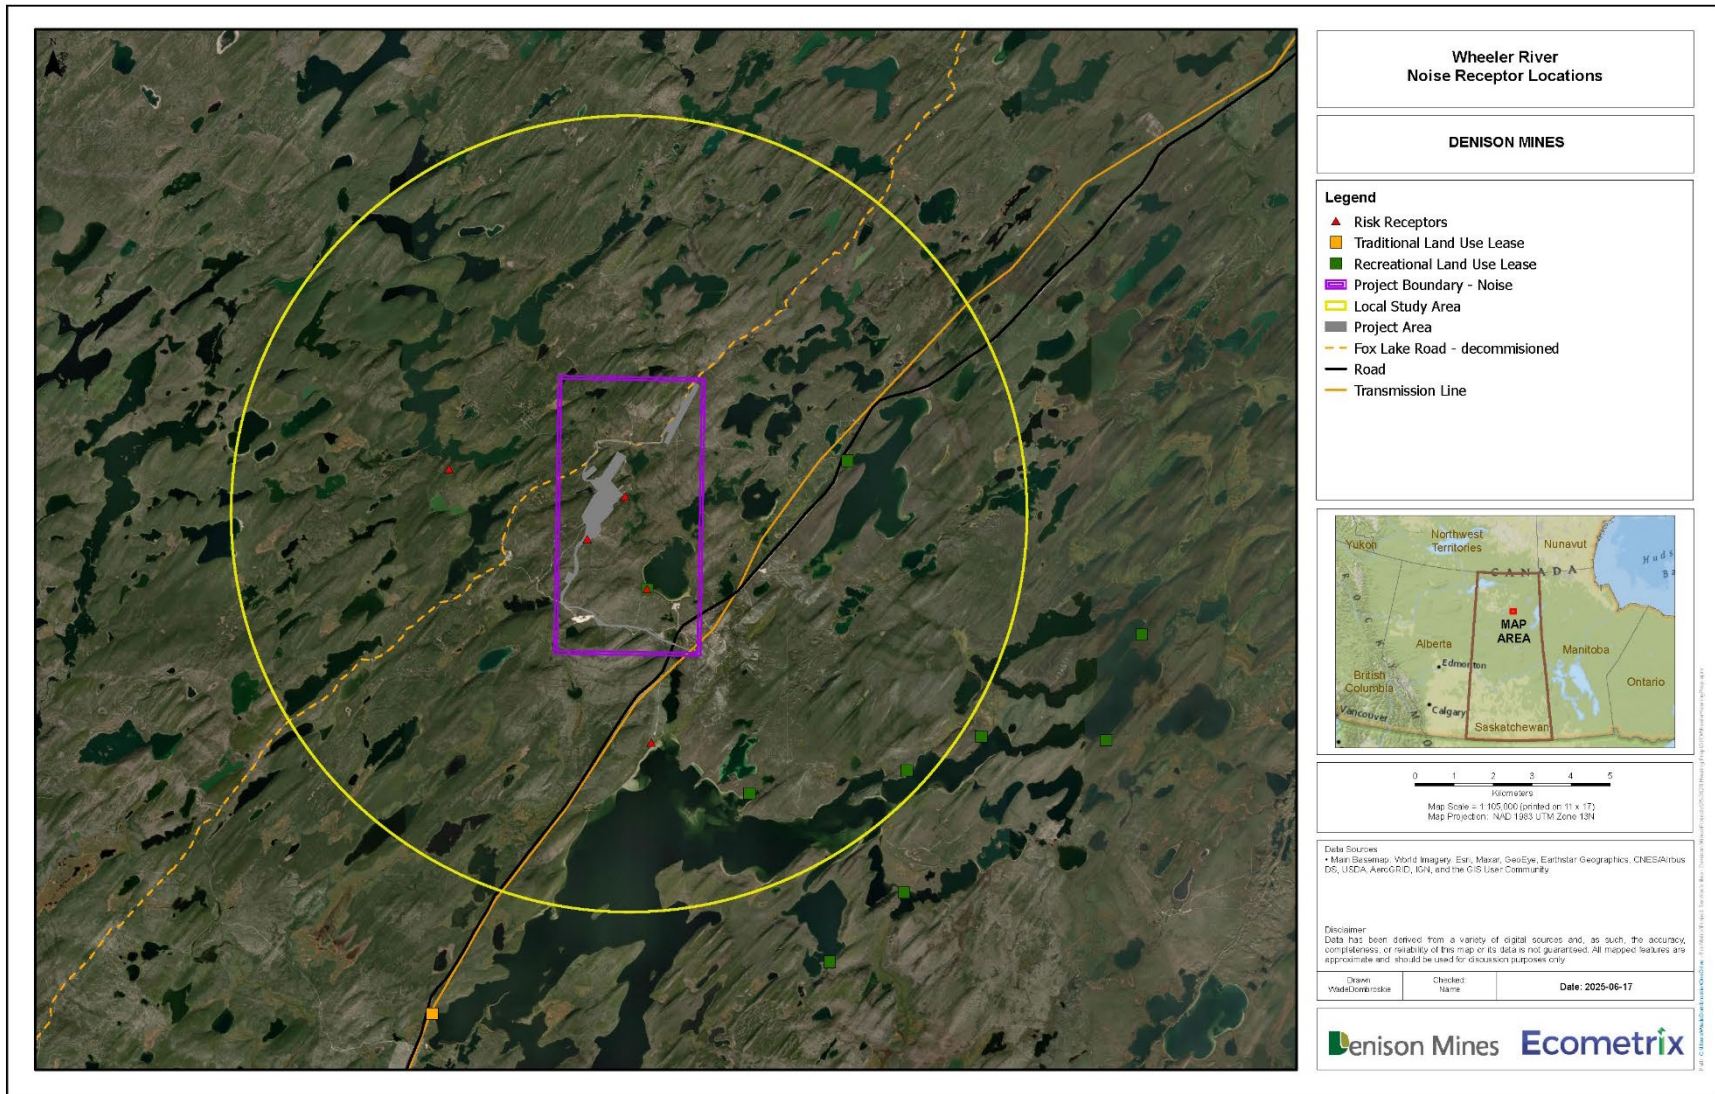 N
Wheeler River
Noise Receptor Locations
DENISON MINES
Legend
Risk Receptors
Traditional Land Use Lease
Recreational Land Use Lease
Project Boundary - Noise
Local Study Area
Project Area
Fox Lake Road - decommisioned
Road
Transmission Line
Yukon
Northwest
Territories
Nunavut
CANADA
ROCKY
MAP
AREA
Alberta
Manitoba
Edmonton
British
Columbia
Ontario
Calgary
Vancouver
Saskatchewan
0 1 2 3 4 5
Kilometers
Map Scale = 1:105,000 (printed on 11 x 17)
Map Projection: NAD 1983 UTM Zone 13N
Data Sources
• Main Basemap: World Imagery: Esri, Maxar, GeoEye, Earthstar Geographics, CNES/Airbus
DS, USDA, AeroGRID, IGN, and the GIS User Community
Disclaimer
Data has been derived from a variety of digital sources and, as such, the accuracy,
completeness, or reliability of this map or its data is not guaranteed. All mapped features are
approximate and should be used for discussion purposes only
Drawn
WadeDombroskie
Checked:
Name
Date: 2025-06-17
Denison Mines
Ecometrix